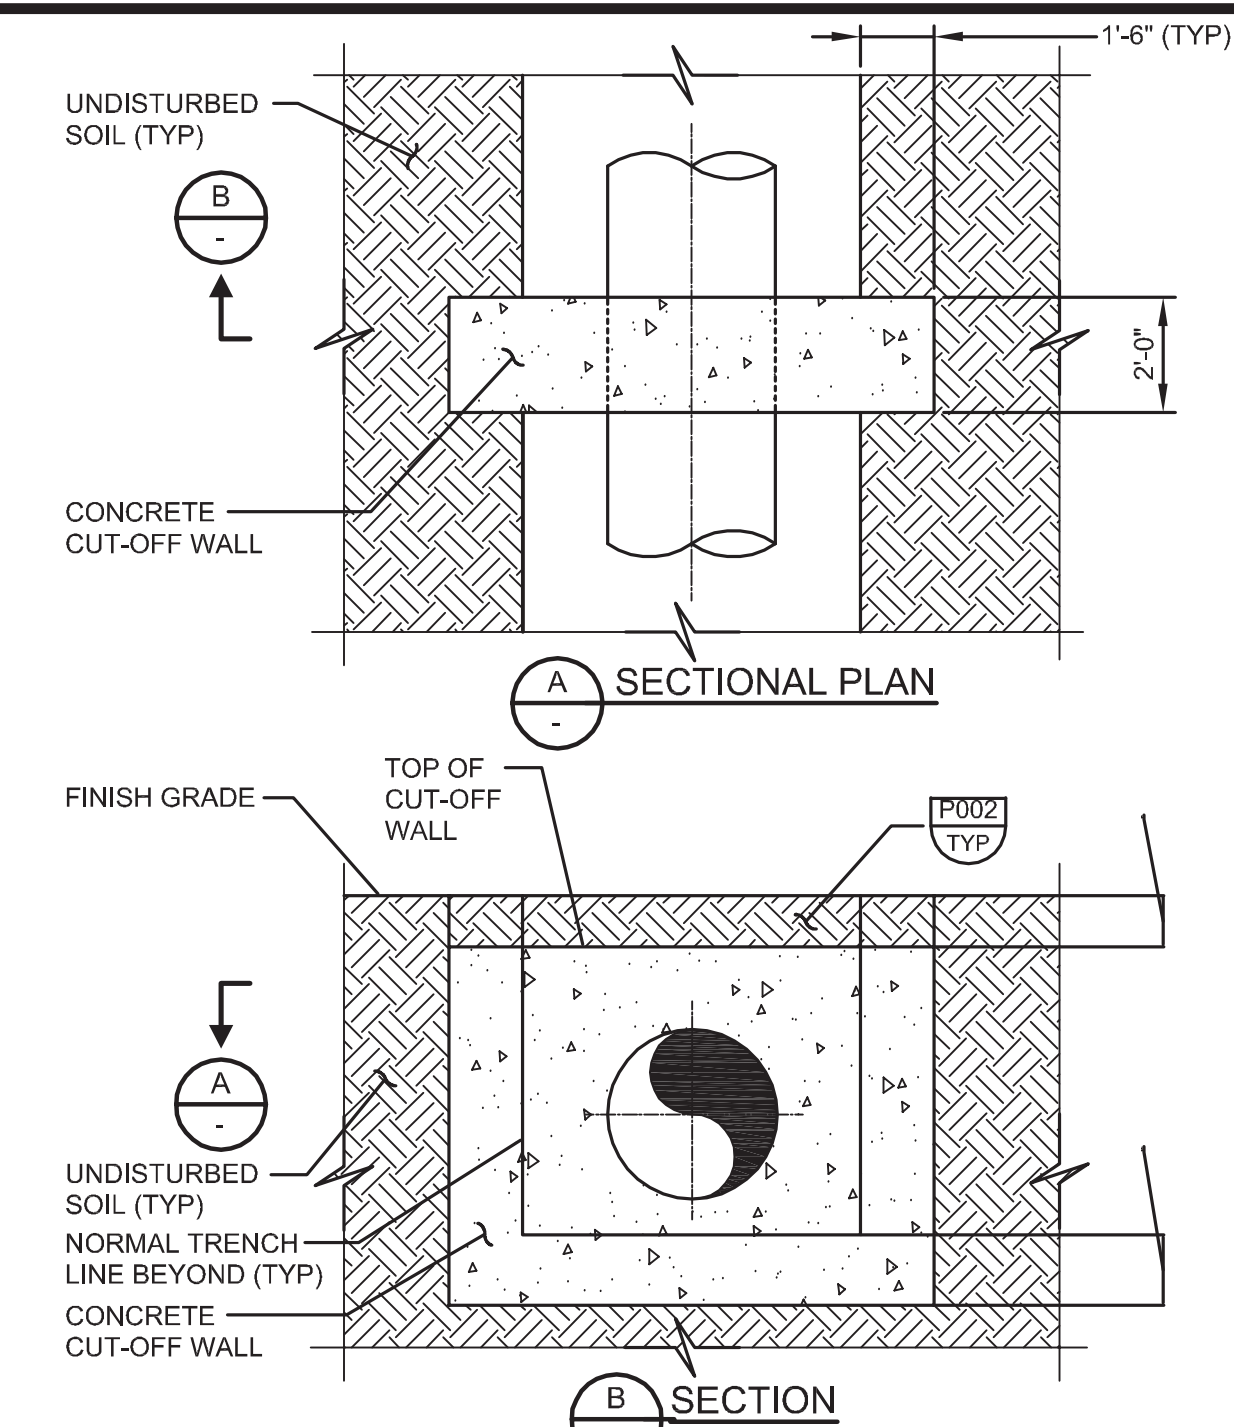 1'-6" (TYP)
UNDISTURBED
SOIL (TYP)
B
-
2'-0"
CONCRETE
CUT-OFF WALL
A
-
SECTIONAL PLAN
TOP OF
CUT-OFF
WALL
FINISH GRADE
P002
TYP
A
-
UNDISTURBED
SOIL (TYP)
NORMAL TRENCH
LINE BEYOND (TYP)
CONCRETE
CUT-OFF WALL
B
SECTION